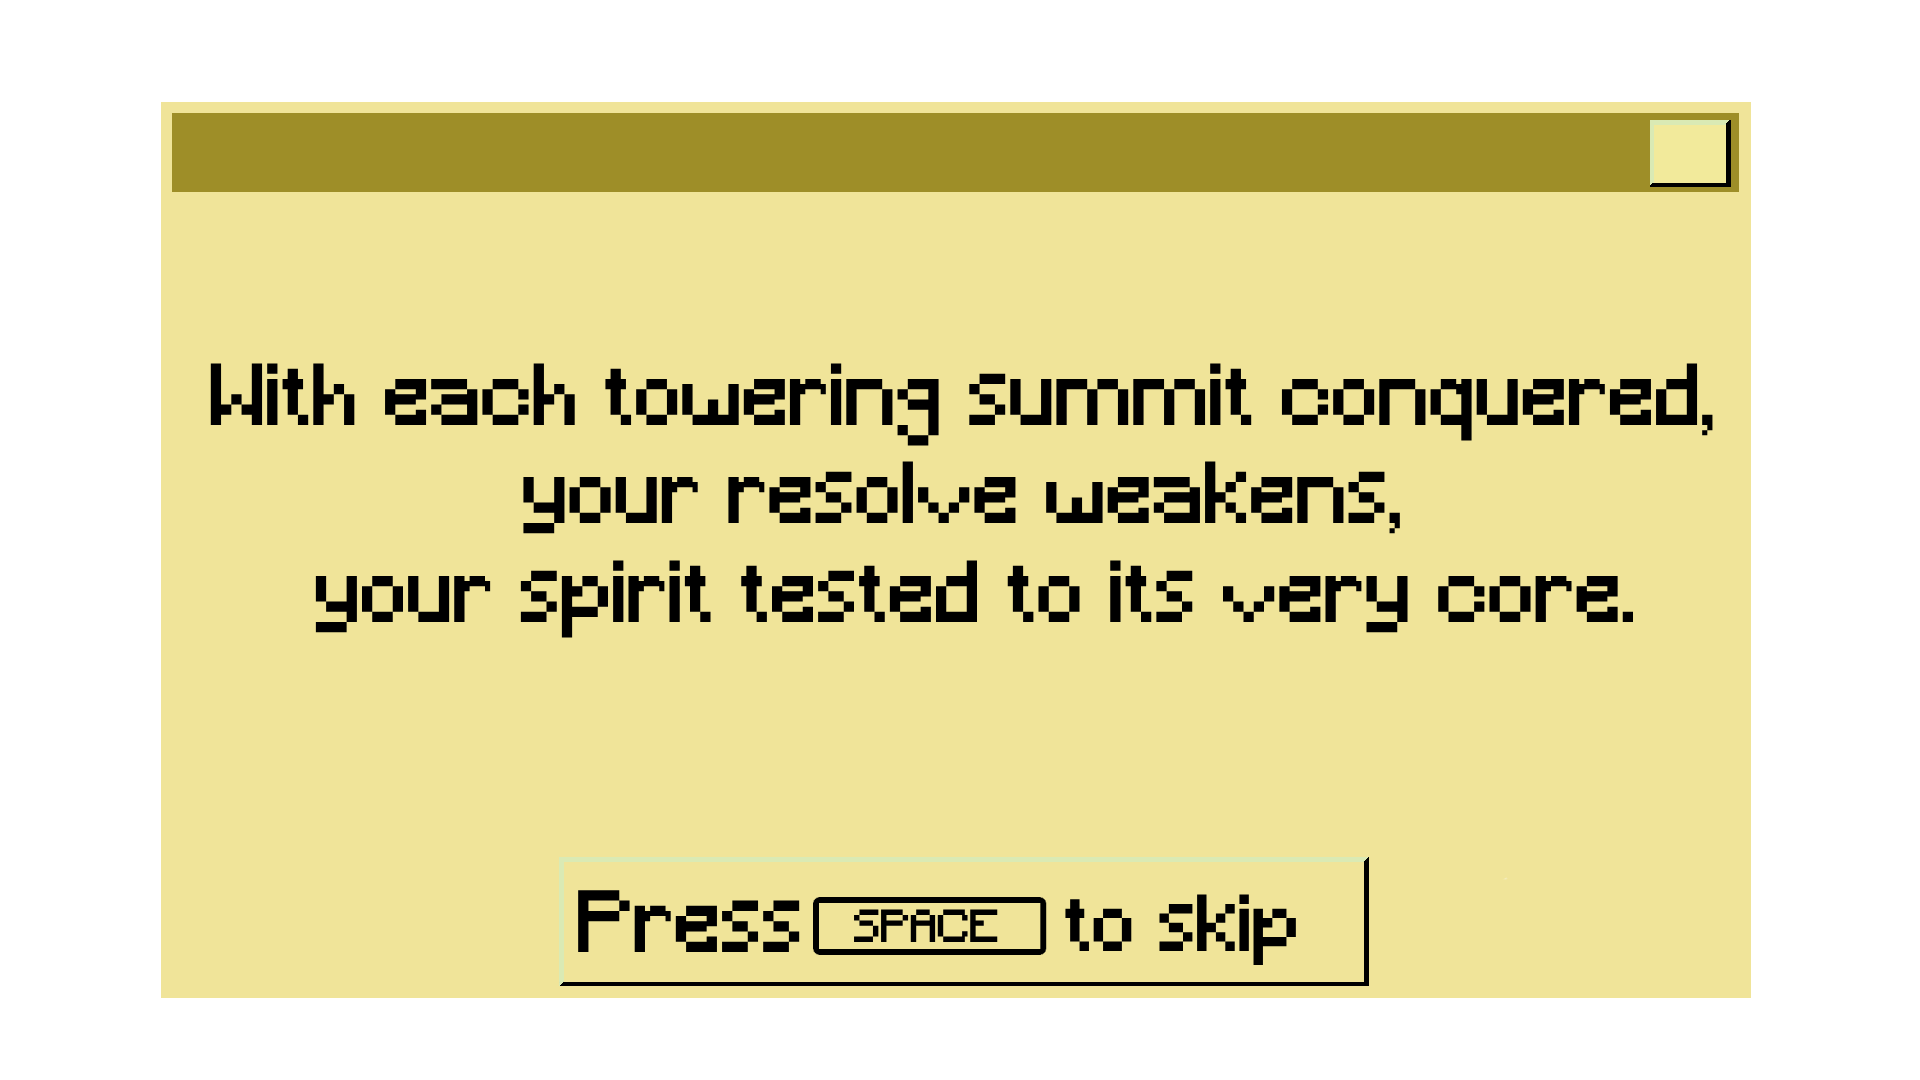 With each towering summit conquered,
your resolve weakens,
your spirit tested to its very core.
Press SPACE to skip